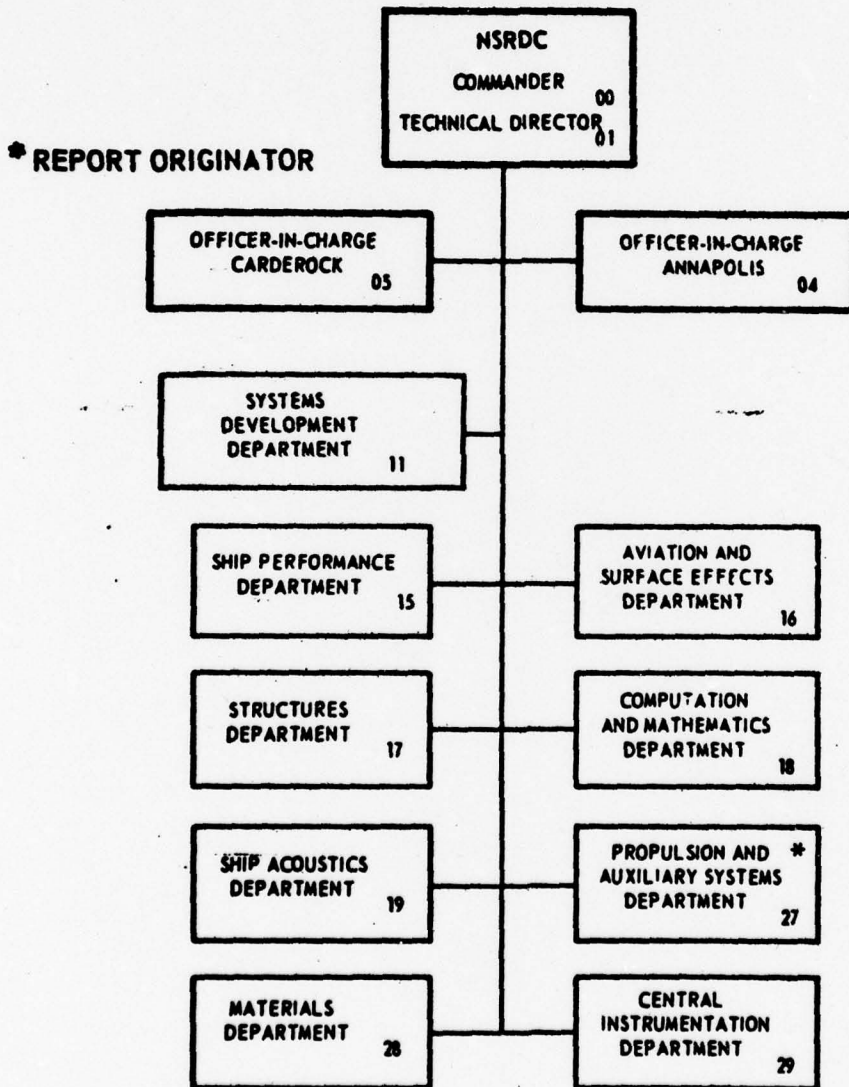 NSRDC
COMMANDER
00
TECHNICAL DIRECTOR
01
* REPORT ORIGINATOR
OFFICER-IN-CHARGE
CARDEROCK
05
OFFICER-IN-CHARGE
ANNAPOLIS
04
SYSTEMS
DEVELOPMENT
DEPARTMENT
11
SHIP PERFORMANCE
DEPARTMENT
15
AVIATION AND
SURFACE EFFECTS
DEPARTMENT
16
STRUCTURES
DEPARTMENT
17
COMPUTATION
AND MATHEMATICS
DEPARTMENT
18
SHIP ACOUSTICS
DEPARTMENT
19
PROPULSION AND *
AUXILIARY SYSTEMS
DEPARTMENT
27
MATERIALS
DEPARTMENT
28
CENTRAL
INSTRUMENTATION
DEPARTMENT
29